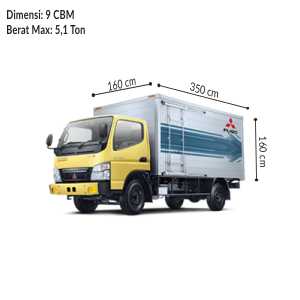 Dimensi: 9 CBM
Berat Max: 5,1 Ton
160 cm
350 cm
FUSO
160 cm